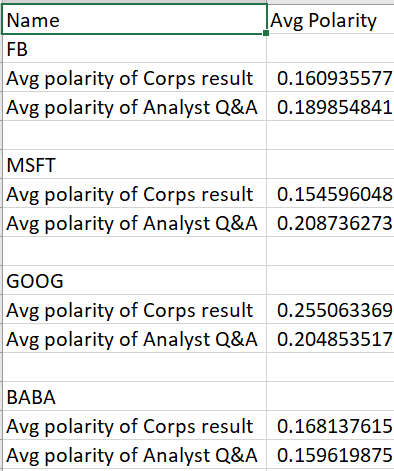 Name Avg Polarity
FB
Avg polarity of Corps result 0.160935577
Avg polarity of Analyst Q&A 0.189854841
MSFT
Avg polarity of Corps result 0.154596048
Avg polarity of Analyst Q&A 0.208736273
GOOG
Avg polarity of Corps result 0.255063369
Avg polarity of Analyst Q&A 0.204853517
BABA
Avg polarity of Corps result 0.168137615
Avg polarity of Analyst Q&A 0.159619875